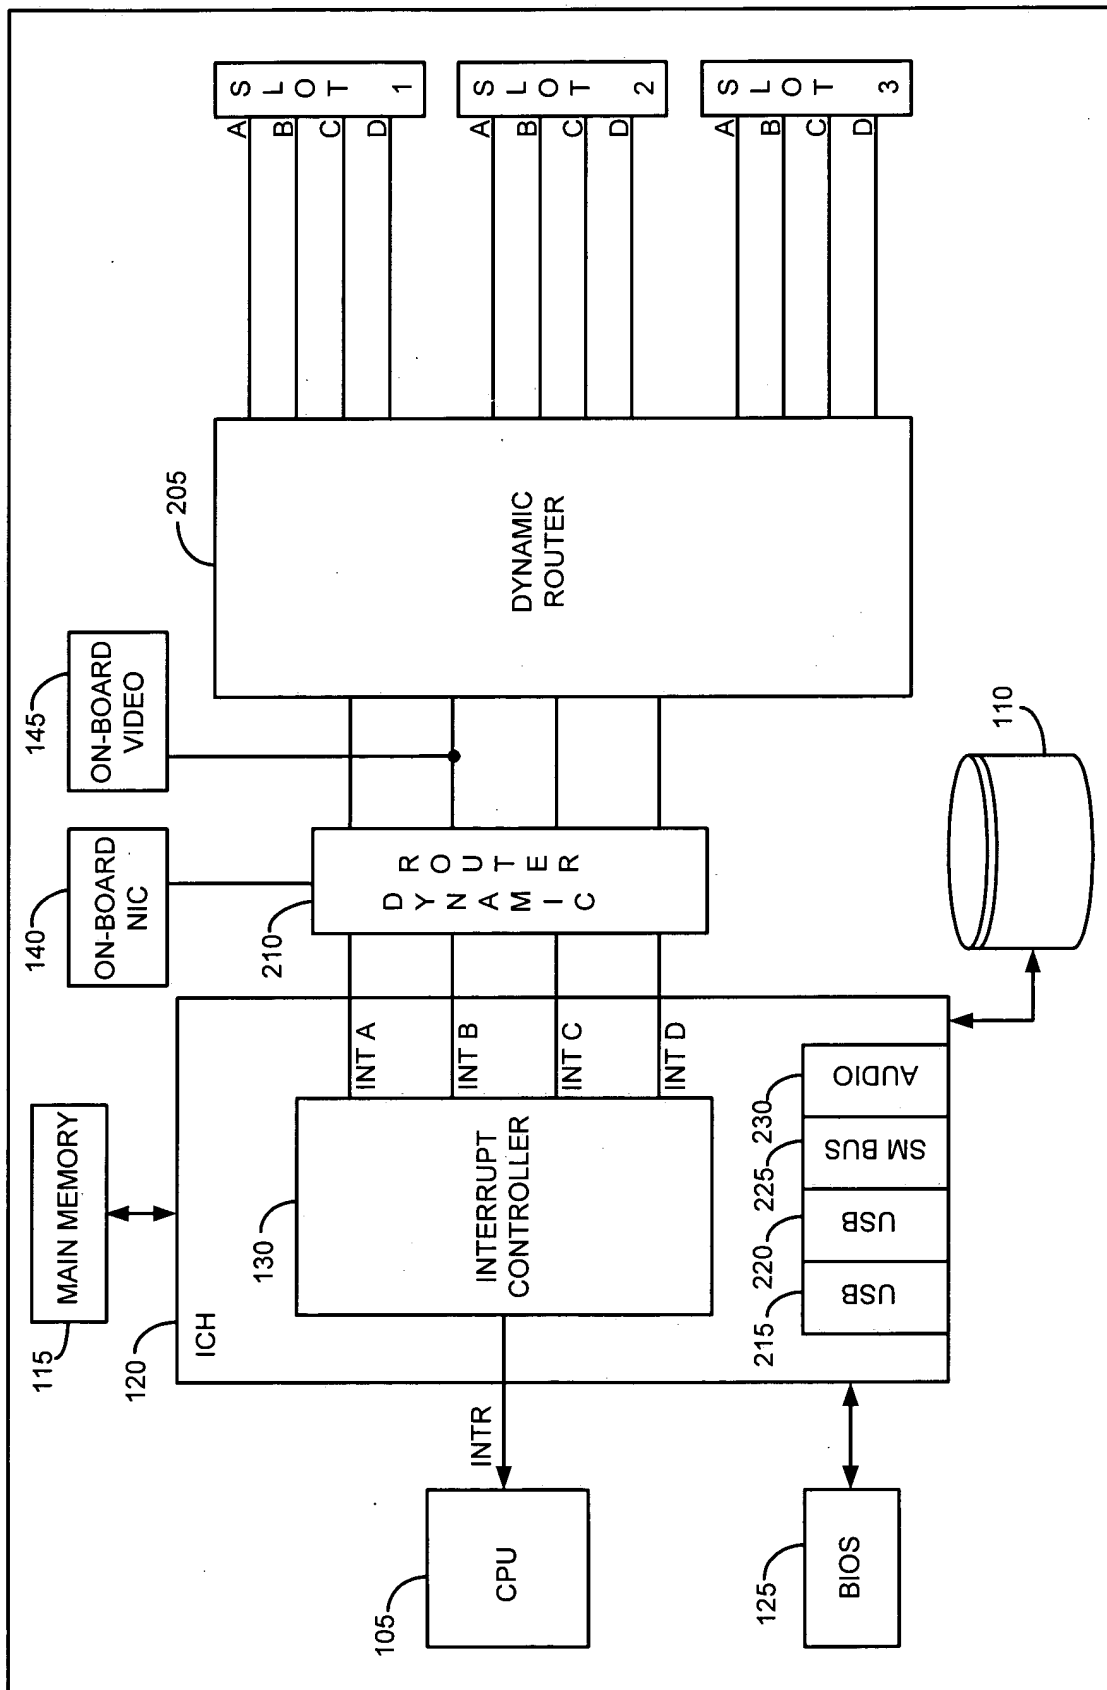 115
MAIN MEMORY
120
ICH
130
INTERRUPT
CONTROLLER
INT A
INT B
INT C
INT D
INTR
105
CPU
125
BIOS
215
USB
220
USB
225
SM BUS
230
AUDIO
110
140
ON-BOARD
NIC
145
ON-BOARD
VIDEO
210
DYNAMIC
ROUTER
205
DYNAMIC
ROUTER
A
B
C
D
SLOT 1
A
B
C
D
SLOT 2
A
B
C
D
SLOT 3